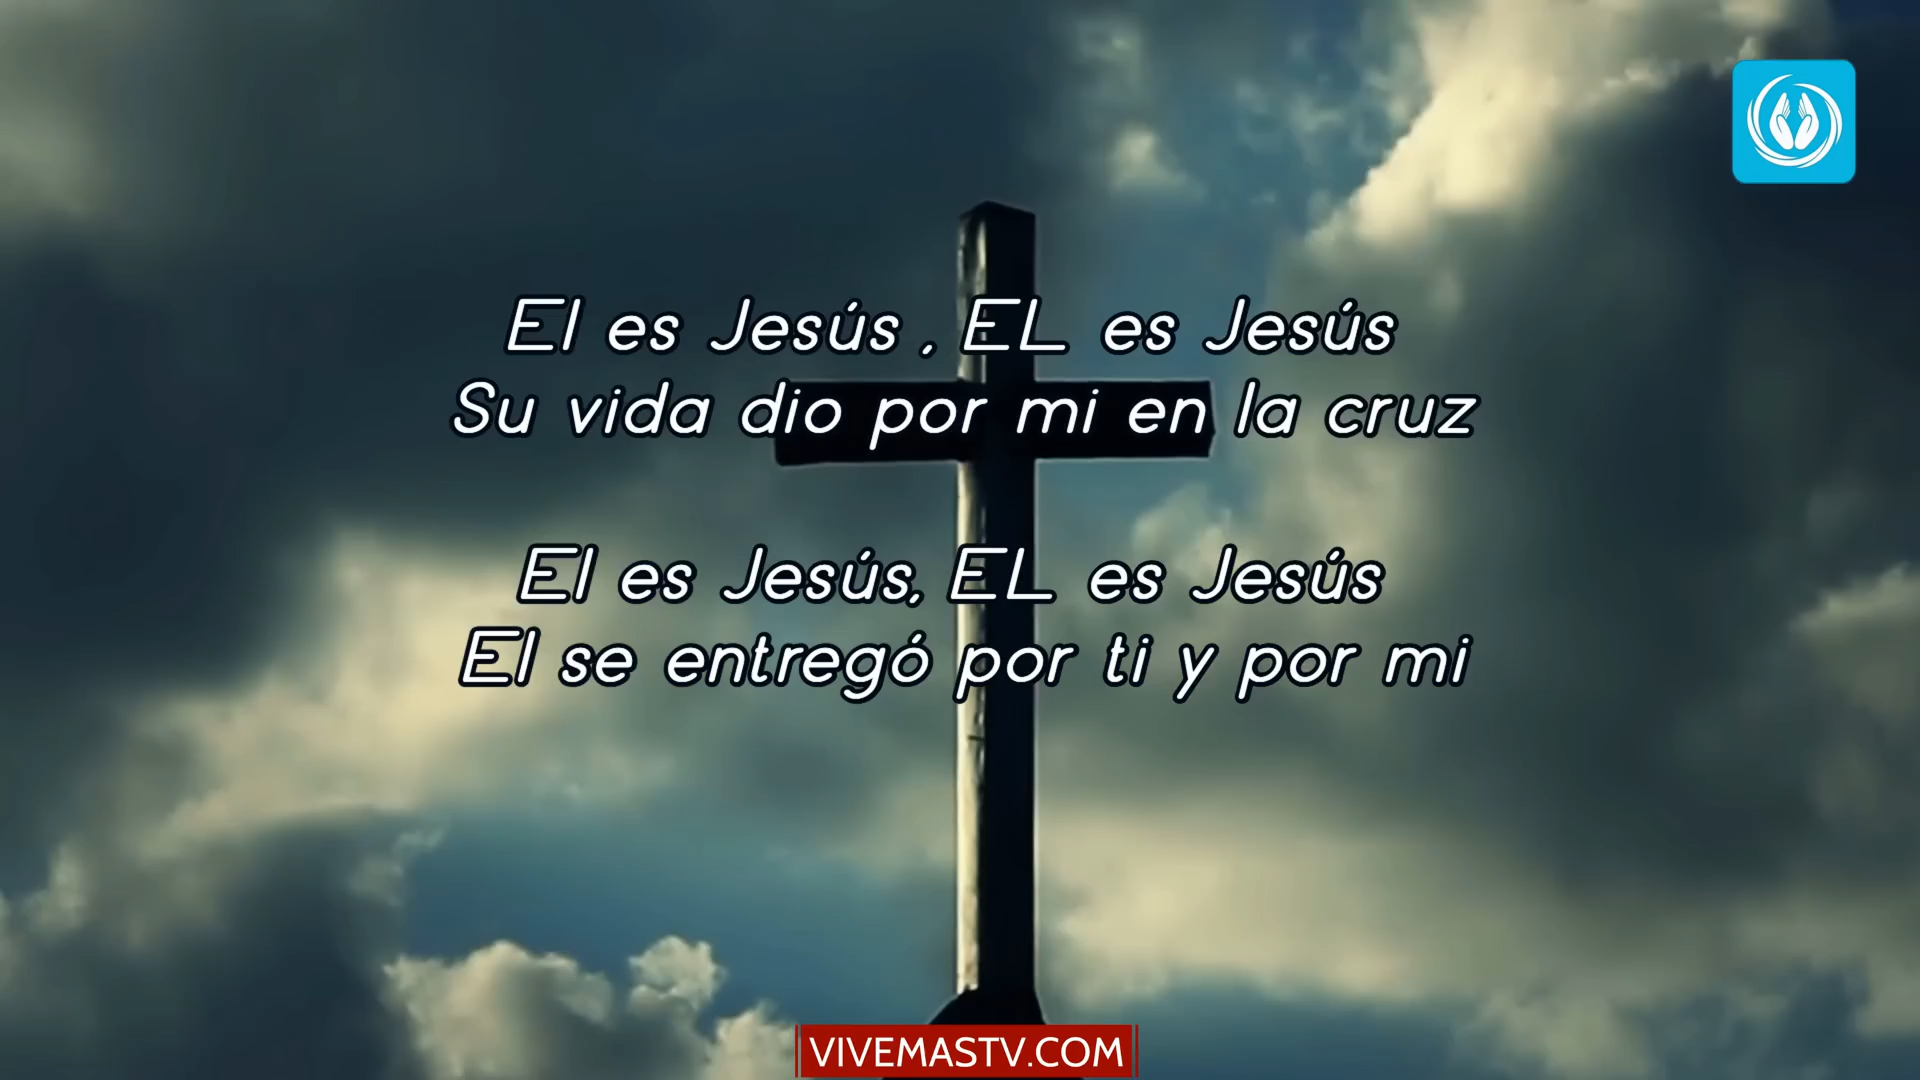 El es Jesús , EL es Jesús
Su vida dio por mi en la cruz
El es Jesús, EL es Jesús
El se entregó por ti y por mi
VIVEMASTV.COM